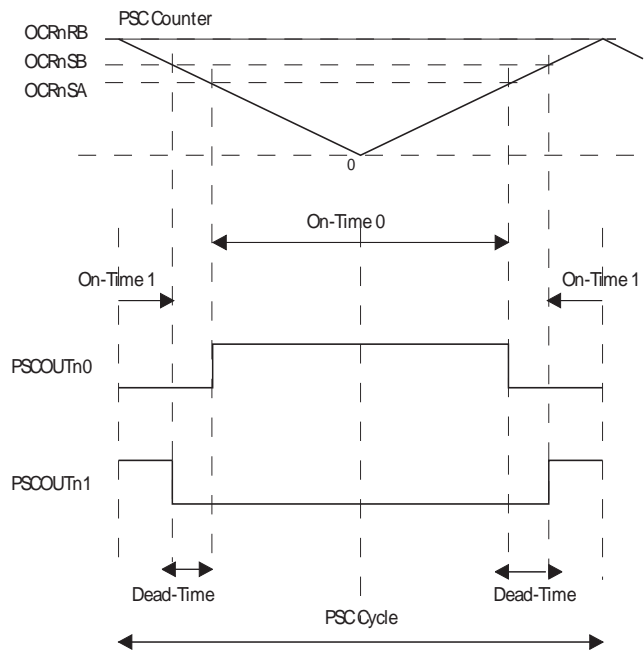 PSC Counter
OCRnRB
OCRnSB
OCRnSA
0
On-Time 0
On-Time 1
On-Time 1
PSCOUTn0
PSCOUTn1
Dead-Time
Dead-Time
PSC Cycle